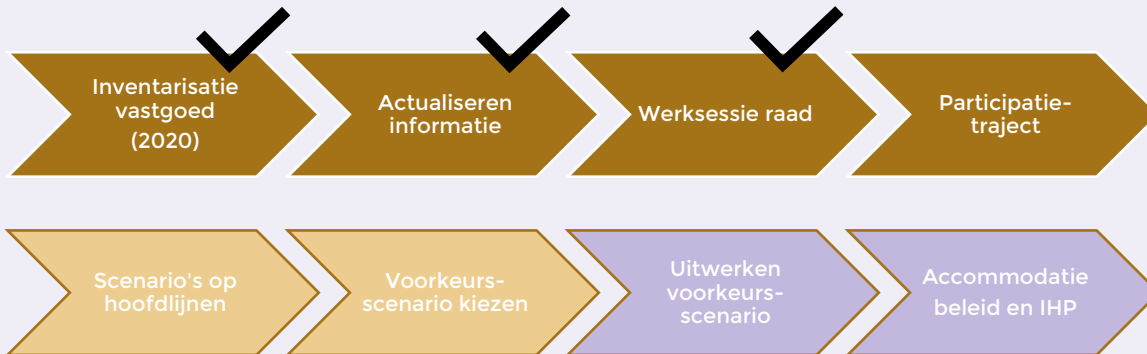 Inventarisatie
vastgoed
(2020)
Actualiseren
informatie
Werksessie raad
Participatie-
traject
Scenario's op
hoofdlijnen
Voorkeurs-
scenario kiezen
Uitwerken
voorkeurs-
scenario
Accommodatie
beleid en IHP